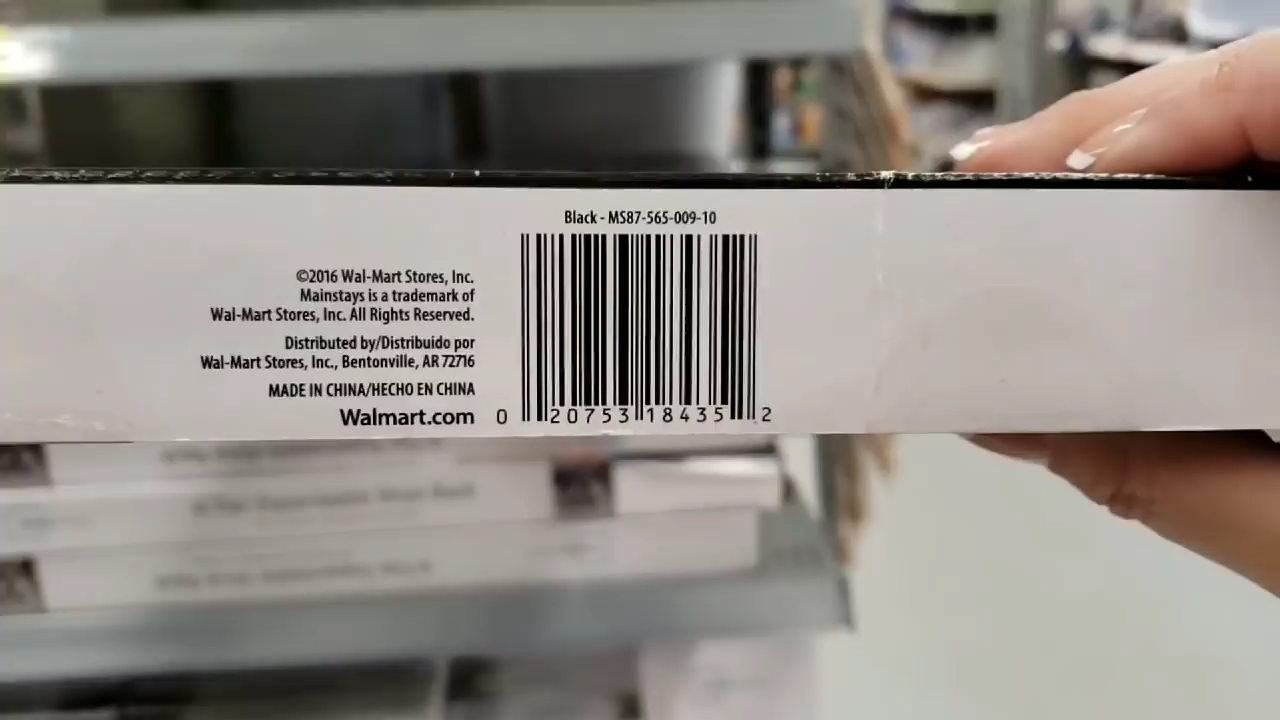 Black - MS87-565-009-10
©2016 Wal-Mart Stores, Inc.
Mainstays is a trademark of
Wal-Mart Stores, Inc. All Rights Reserved.
Distributed by/Distribuido por
Wal-Mart Stores, Inc., Bentonville, AR 72716
MADE IN CHINA/HECHO EN CHINA
Walmart.com
0 20753 18435 2